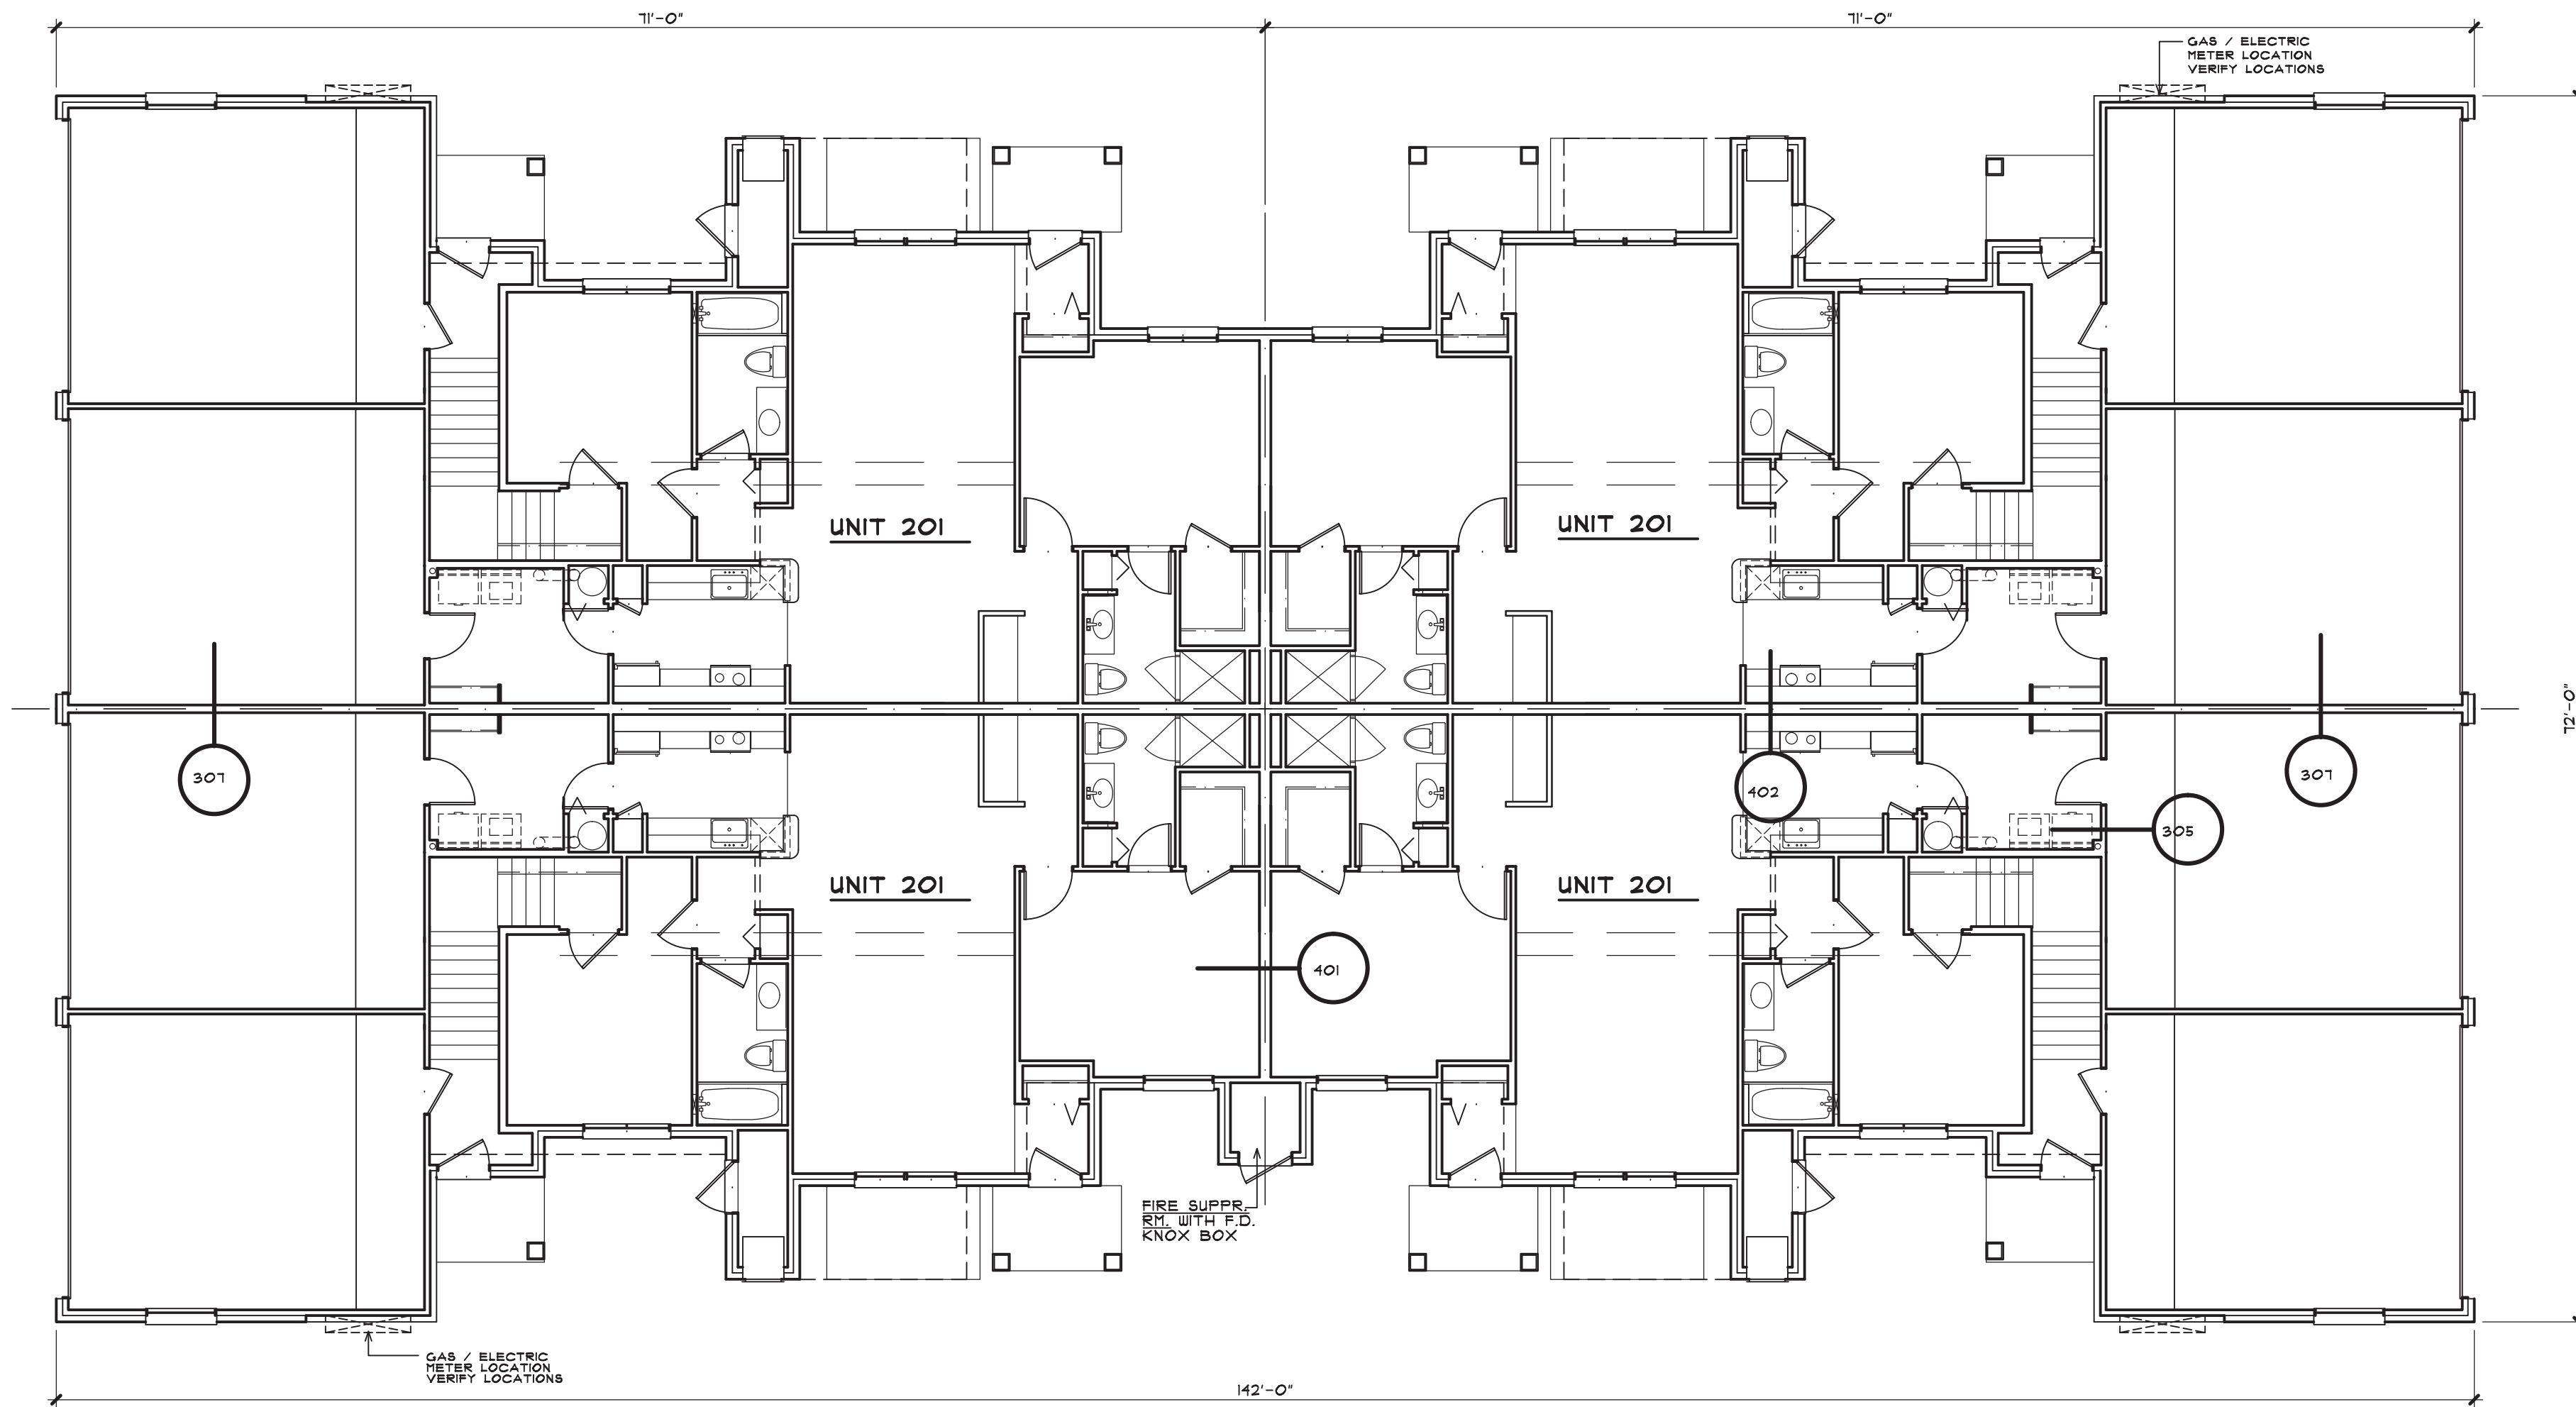 71'-0"
71'-0"
GAS / ELECTRIC
METER LOCATION
VERIFY LOCATIONS
UNIT 201
UNIT 201
72'-0"
307
307
402
305
UNIT 201
UNIT 201
401
FIRE SUPPR.
RM. WITH F.D.
KNOX BOX
GAS / ELECTRIC
METER LOCATION
VERIFY LOCATIONS
142'-0"